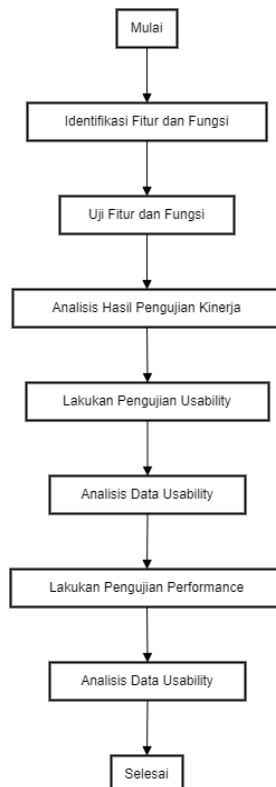 Mulai
Identifikasi Fitur dan Fungsi
Uji Fitur dan Fungsi
Analisis Hasil Pengujian Kinerja
Lakukan Pengujian Usability
Analisis Data Usability
Lakukan Pengujian Performance
Analisis Data Usability
Selesai